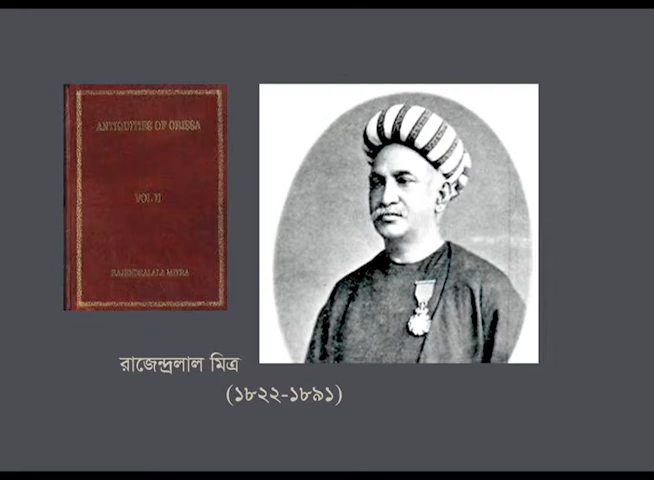 ANTIQUITIES OF ORISSA
VOL II
RAJENDRALALA MITRA
রাজেন্দ্রলাল মিত্র
(১৮২২-১৮৯১)